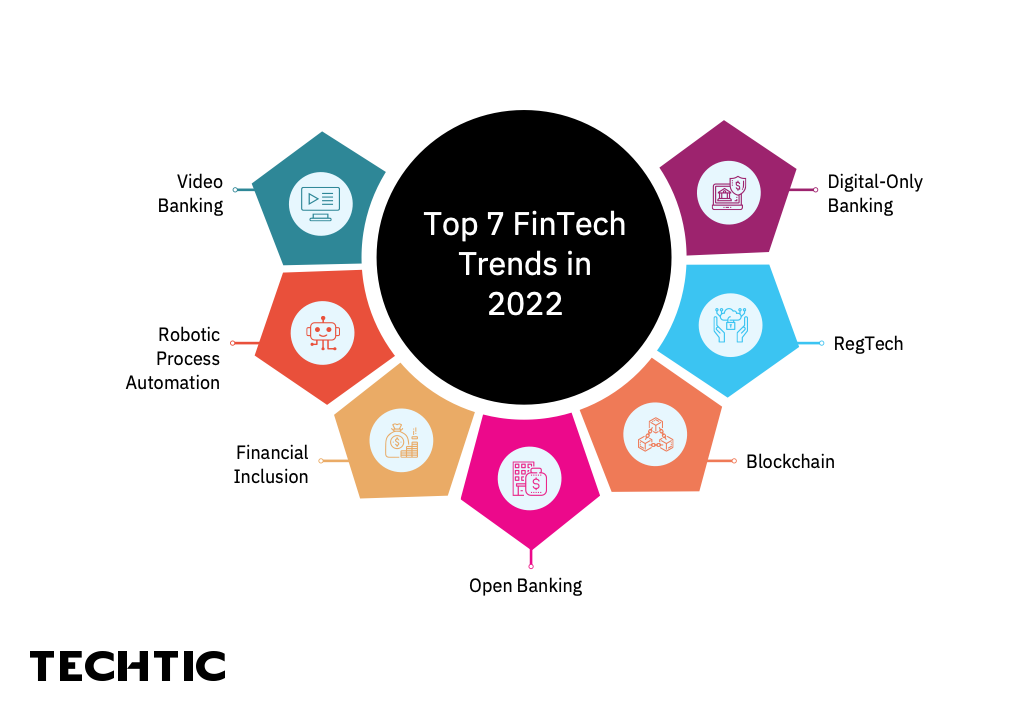 Top 7 FinTech
Trends in
2022
Video
Banking
Robotic
Process
Automation
Financial
Inclusion
Open Banking
Blockchain
RegTech
Digital-Only
Banking
TECHTIC